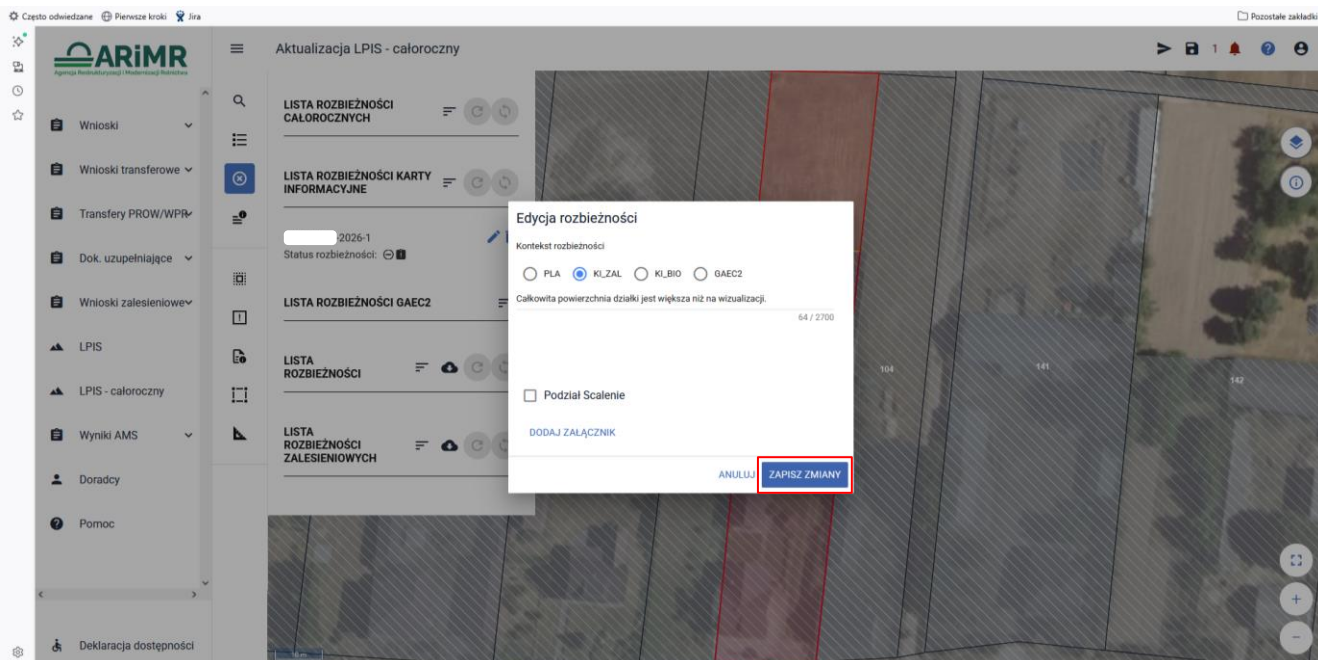 Często odwiedzane Pierwsze kroki Jira Pozostałe zakładki
ARiMR
Agencja Restrukturyzacji i Modernizacji Rolnictwa
Aktualizacja LPIS - całoroczny
1
Wnioski
Wnioski transferowe
Transfery PROW/WPR
Dok. uzupełniające
Wnioski zalesieniowe
LPIS
LPIS - całoroczny
Wyniki AMS
Doradcy
Pomoc
Deklaracja dostępności
LISTA ROZBIEŻNOŚCI
CAŁOROCZNYCH
LISTA ROZBIEŻNOŚCI KARTY
INFORMACYJNE
-2026-1
Status rozbieżności:
LISTA ROZBIEŻNOŚCI GAEC2
LISTA
ROZBIEŻNOŚCI
LISTA
ROZBIEŻNOŚCI
ZALESIENIOWYCH
Edycja rozbieżności
Kontekst rozbieżności
PLA KI_ZAL KI_BIO GAEC2
Całkowita powierzchnia działki jest większa niż na wizualizacji.
64 / 2700
Podział Scalenie
DODAJ ZAŁĄCZNIK
ANULUJ ZAPISZ ZMIANY
104
141
142